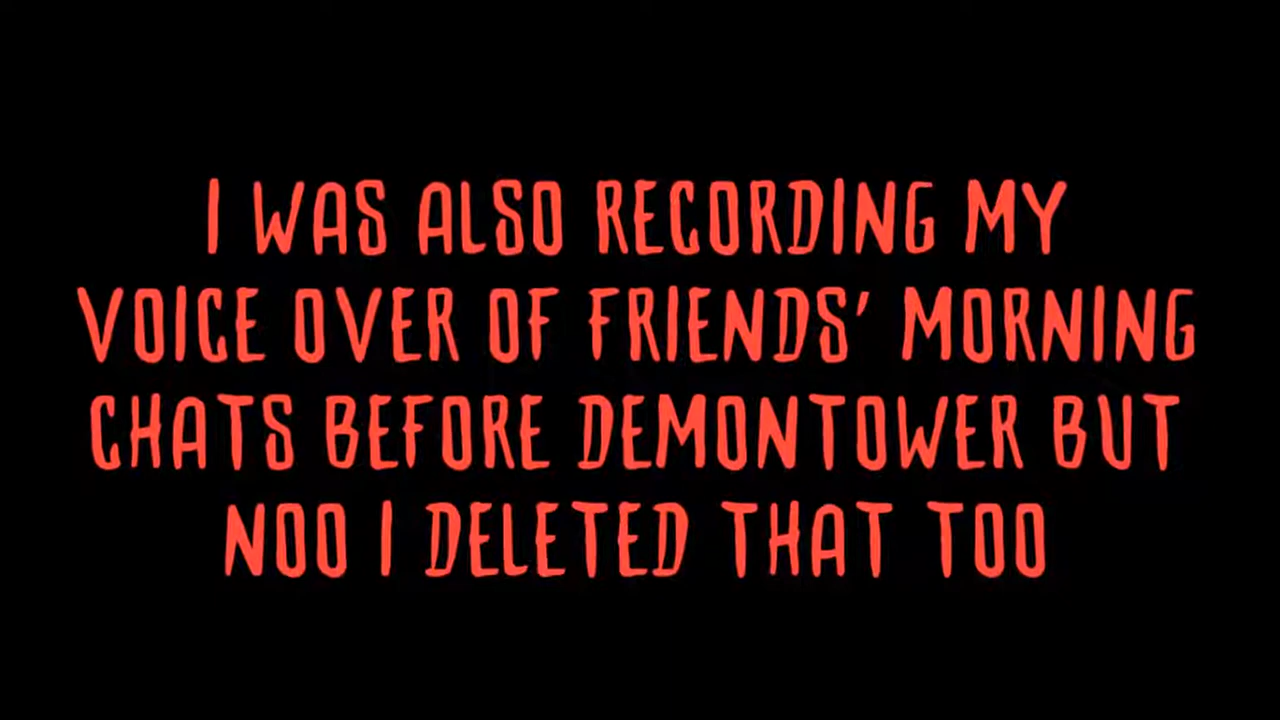 I WAS ALSO RECORDING MY
VOICE OVER OF FRIENDS' MORNING
CHATS BEFORE DEMONTOWER BUT
NOO I DELETED THAT TOO